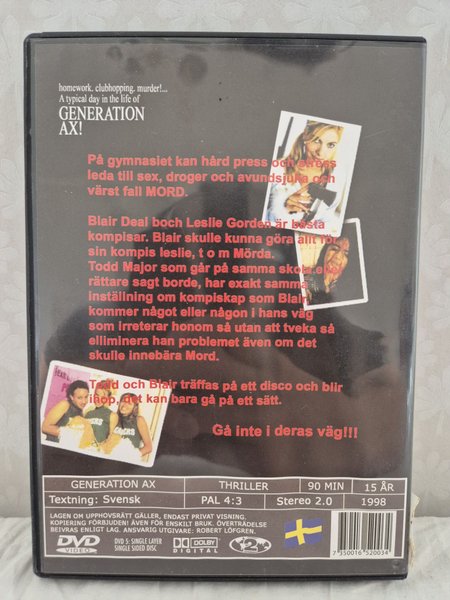 homework. clubhopping. murder!...
A typical day in the life of
GENERATION
AX!
På gymnasiet kan hård press och stress
leda till sex, droger och avundsjuka och
värst fall MORD.
Blair Deal boch Leslie Gorden är bästa
kompisar. Blair skulle kunna göra allt för
sin kompis leslie, t o m Mörda.
Todd Major som går på samma skola eller
rättare sagt borde, har exakt samma
inställning om kompiskap som Blair
kommer något eller någon i hans väg
som irreterar honom så utan att tveka så
elliminera han problemet även om det
skulle innebära Mord.
Todd och Blair träffas på ett disco och blir
ihop, det kan bara gå på ett sätt.
Gå inte i deras väg!!!
GENERATION AX THRILLER 90 MIN 15 ÅR
Textning: Svensk PAL 4:3 Stereo 2.0 1998
LAGEN OM UPPHOVSRÄTT GÄLLER, ENDAST PRIVAT VISNING.
KOPIERING FÖRBJUDEN! ÄVEN FÖR ENSKILT BRUK. ÖVERTRÄDELSE
BEIVRAS ENLIGT LAG. ANSVARIG UTGIVARE: ROBERT LÖFGREN.
DVD
VIDEO
DVD 5: SINGLE LAYER
SINGLE SIDED DISC
DOLBY
DIGITAL
2
7 350016 520034